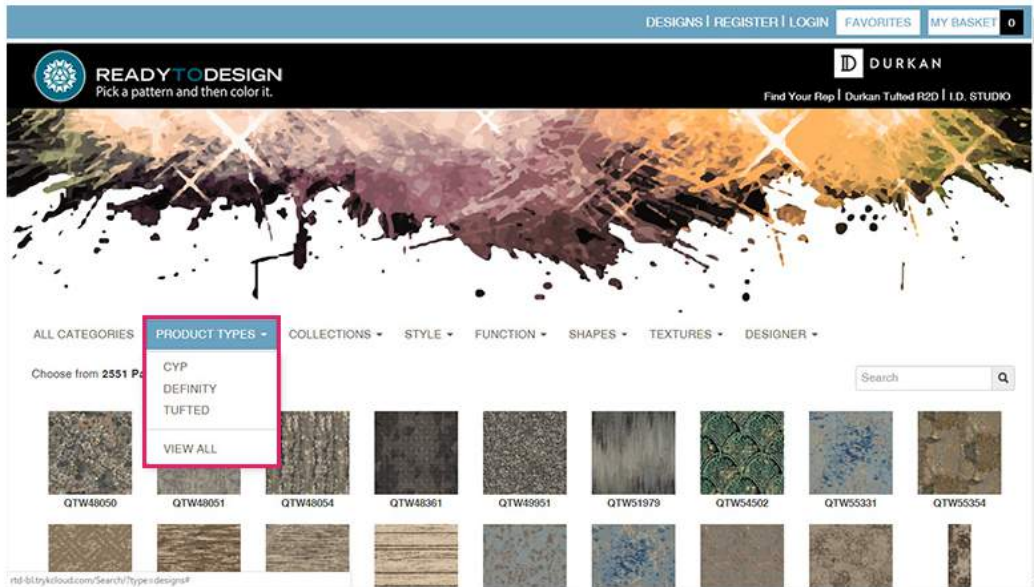 DESIGNS | REGISTER | LOGIN FAVORITES MY BASKET 0
READYTODESIGN
Pick a pattern and then color it.
D DURKAN
Find Your Rep | Durkan Tufted R2D | I.D. STUDIO
ALL CATEGORIES PRODUCT TYPES COLLECTIONS STYLE FUNCTION SHAPES TEXTURES DESIGNER
Choose from 2551 Pa
Search
CYP
DEFINITY
TUFTED
VIEW ALL
QTW48050 QTW48051 QTW48054 QTW48361 QTW49951 QTW51979 QTW54502 QTW55331 QTW55354
rtd-bl.trykcloud.com/Search/?type=designs#